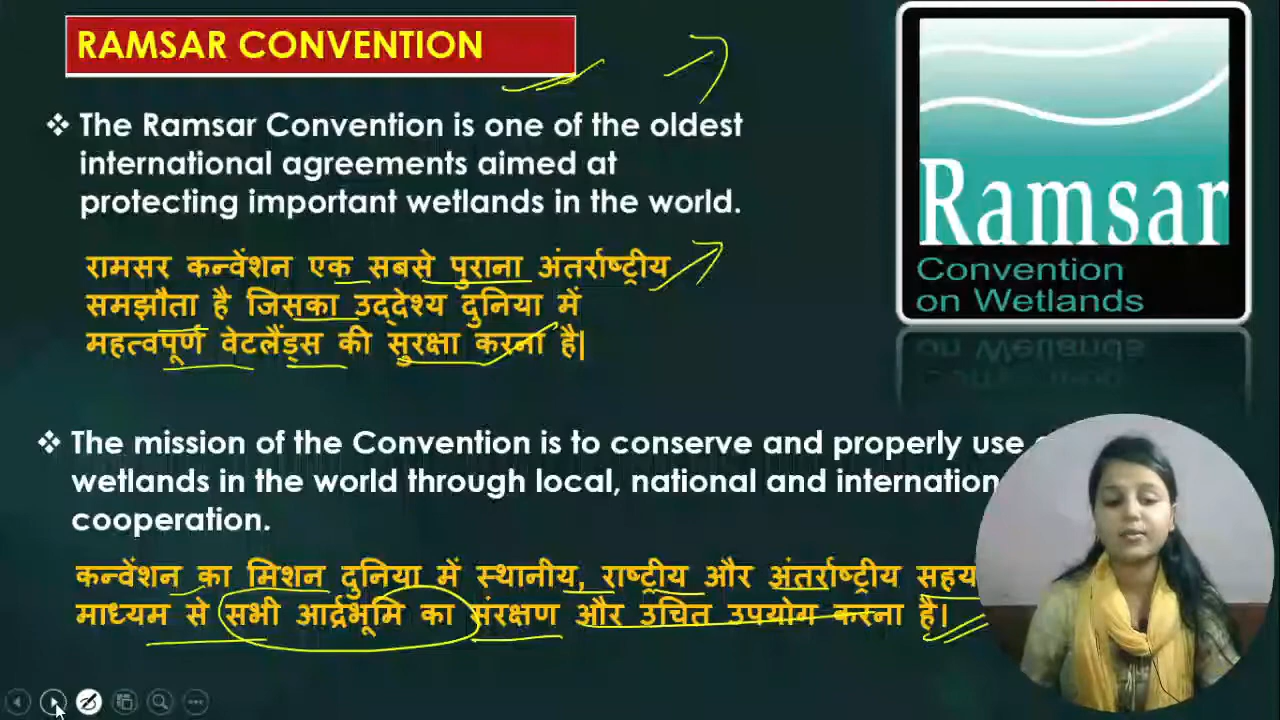 RAMSAR CONVENTION
❖ The Ramsar Convention is one of the oldest
international agreements aimed at
protecting important wetlands in the world.
रामसर कन्वेंशन एक सबसे पुराना अंतर्राष्ट्रीय
समझौता है जिसका उद्देश्य दुनिया में
महत्वपूर्ण वेटलैंड्स की सुरक्षा करना है|
Ramsar
Convention
on Wetlands
❖ The mission of the Convention is to conserve and properly use
wetlands in the world through local, national and internation
cooperation.
कन्वेंशन का मिशन दुनिया में स्थानीय, राष्ट्रीय और अंतर्राष्ट्रीय सहय
माध्यम से सभी आर्द्रभूमि का संरक्षण और उचित उपयोग करना है।